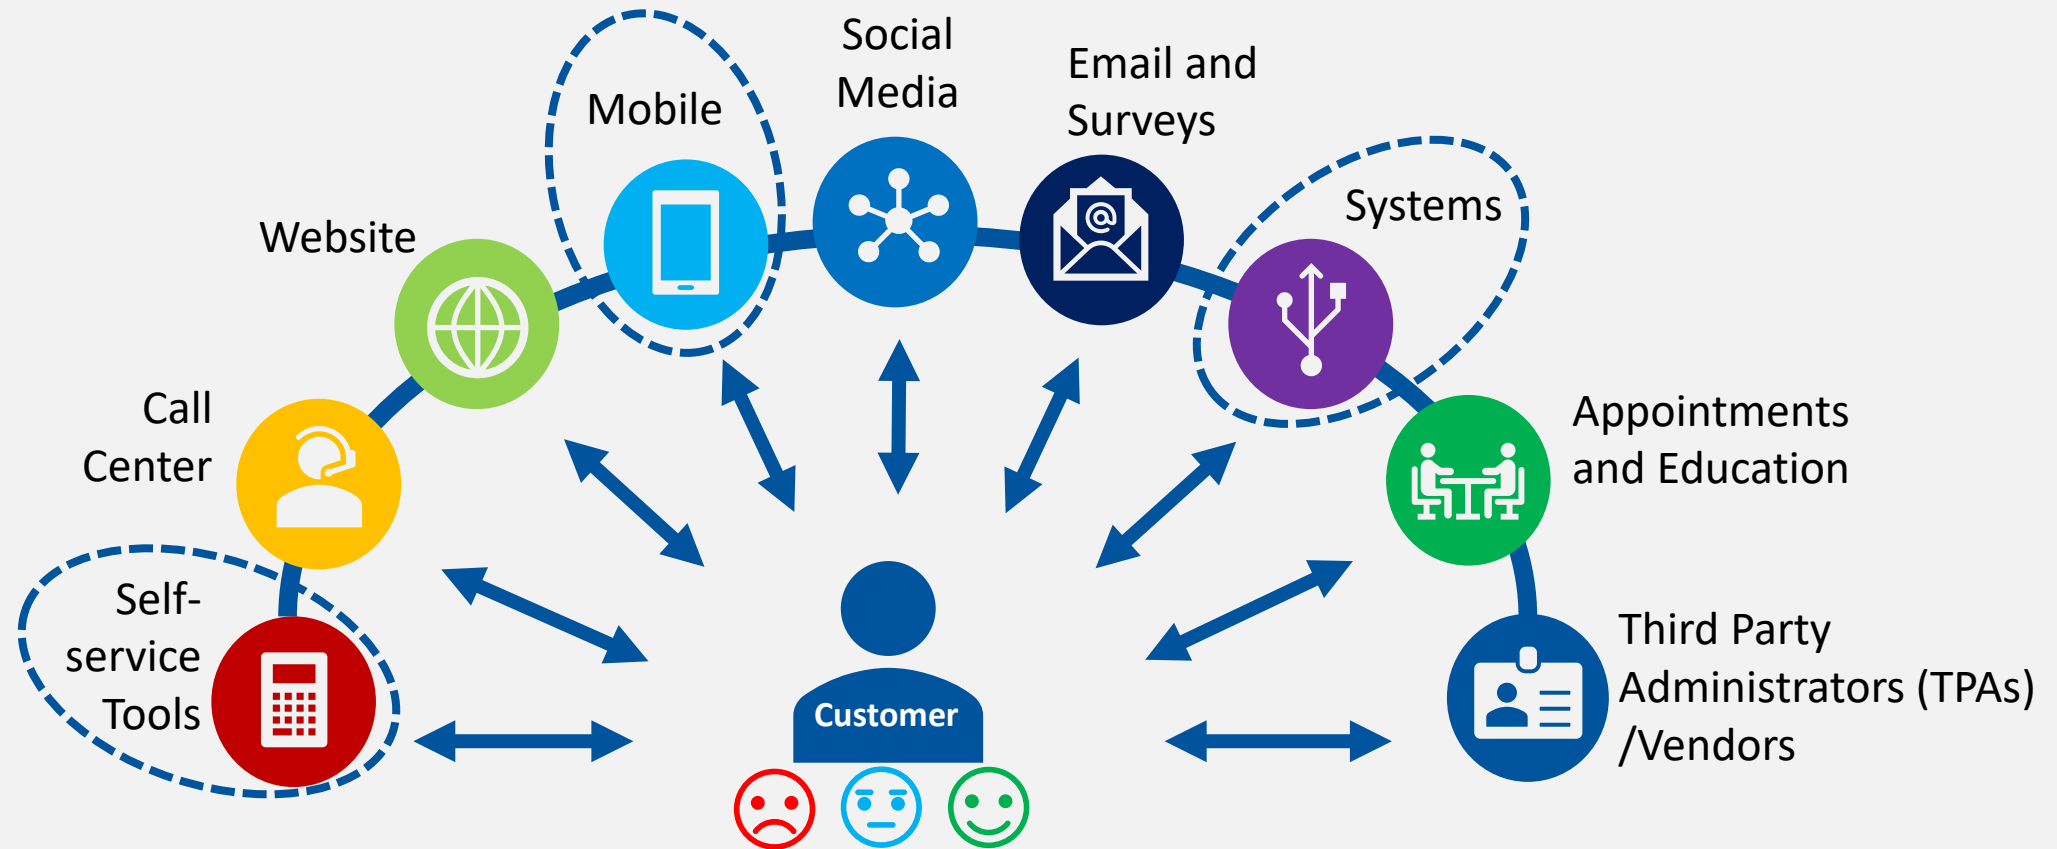 Social
Media
Email and
Surveys
Mobile
Systems
Website
Call
Center
Appointments
and Education
Self-
service
Tools
Third Party
Administrators (TPAs)
/Vendors
Customer
@